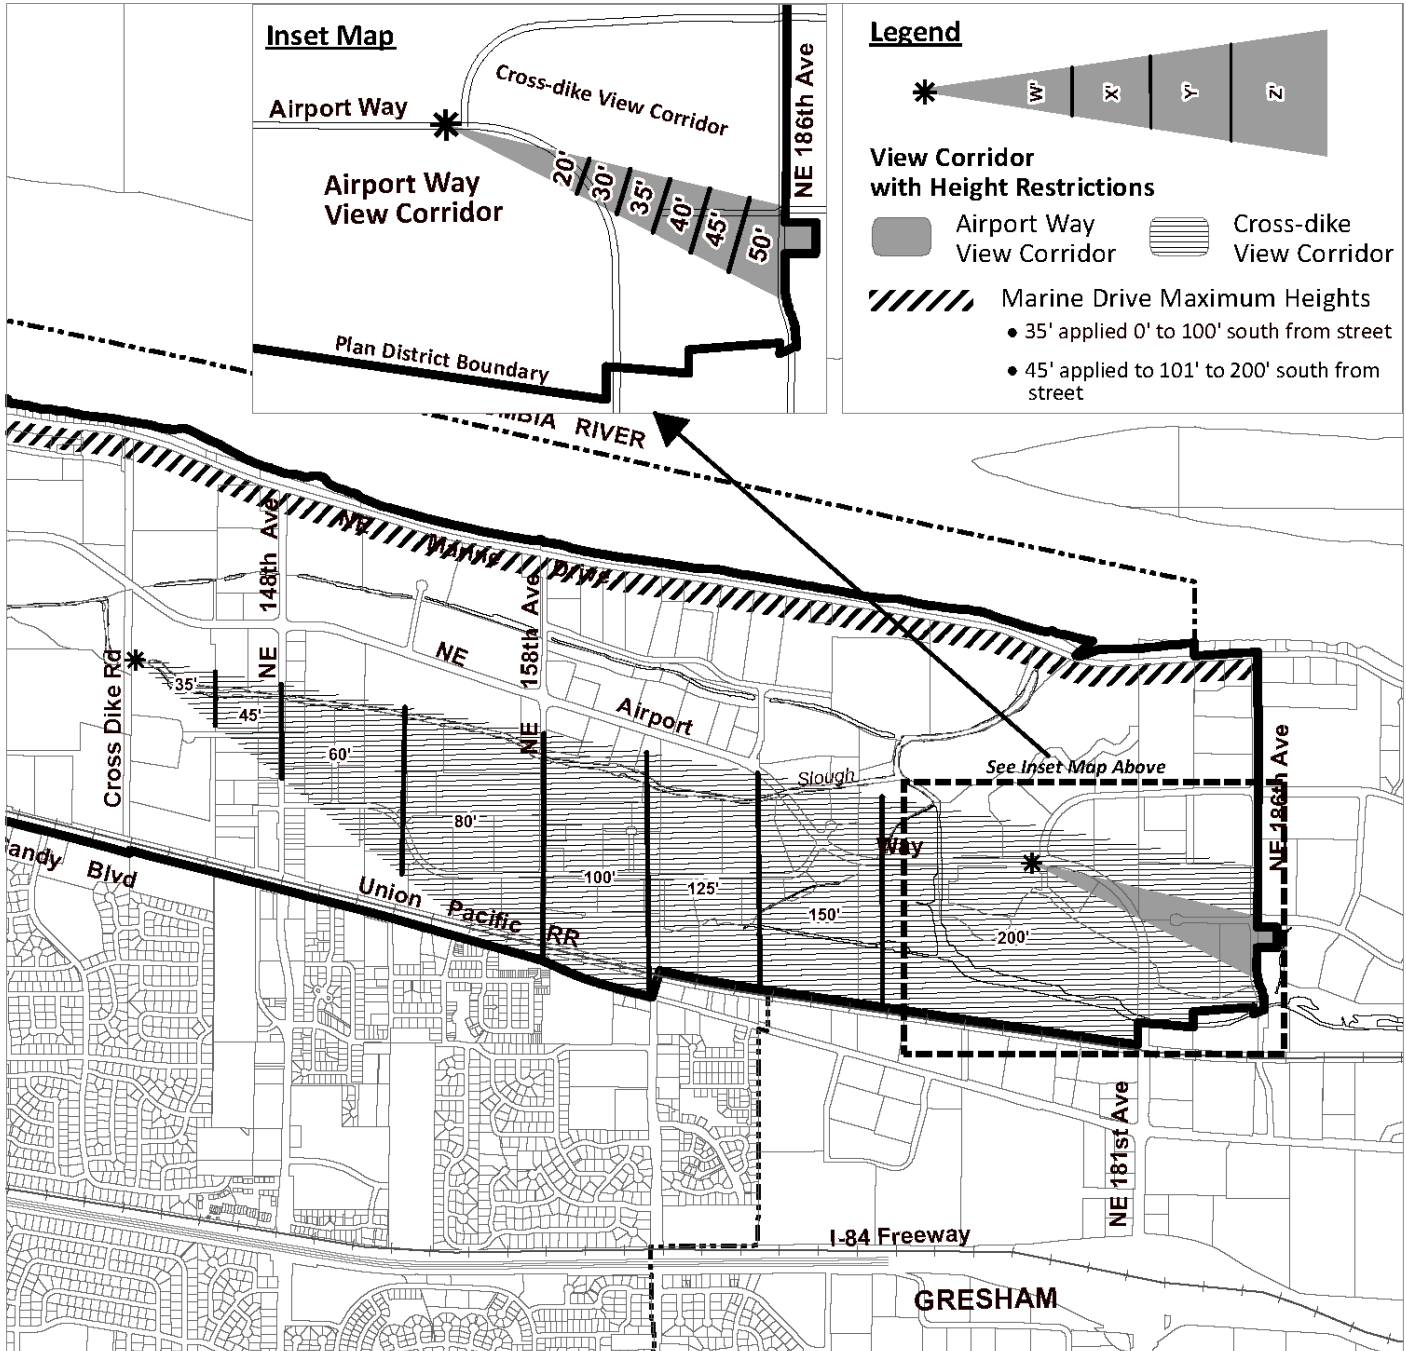 Inset Map
Airport Way
Cross-dike View Corridor
NE 186th Ave
Airport Way
View Corridor
20'
30'
35'
40'
45'
50'
Plan District Boundary
Legend
W'
X'
Y'
Z'
View Corridor
with Height Restrictions
Airport Way
View Corridor
Cross-dike
View Corridor
Marine Drive Maximum Heights
• 35' applied 0' to 100' south from street
• 45' applied to 101' to 200' south from
street
RIVER
NE Marine Drive
NE 148th Ave
NE 158th Ave
NE Airport Way
Cross Dike Rd
35'
45'
60'
80'
100'
125'
150'
200'
Slough
See Inset Map Above
NE 186th Ave
Blvd
Union Pacific RR
NE 181st Ave
I-84 Freeway
GRESHAM